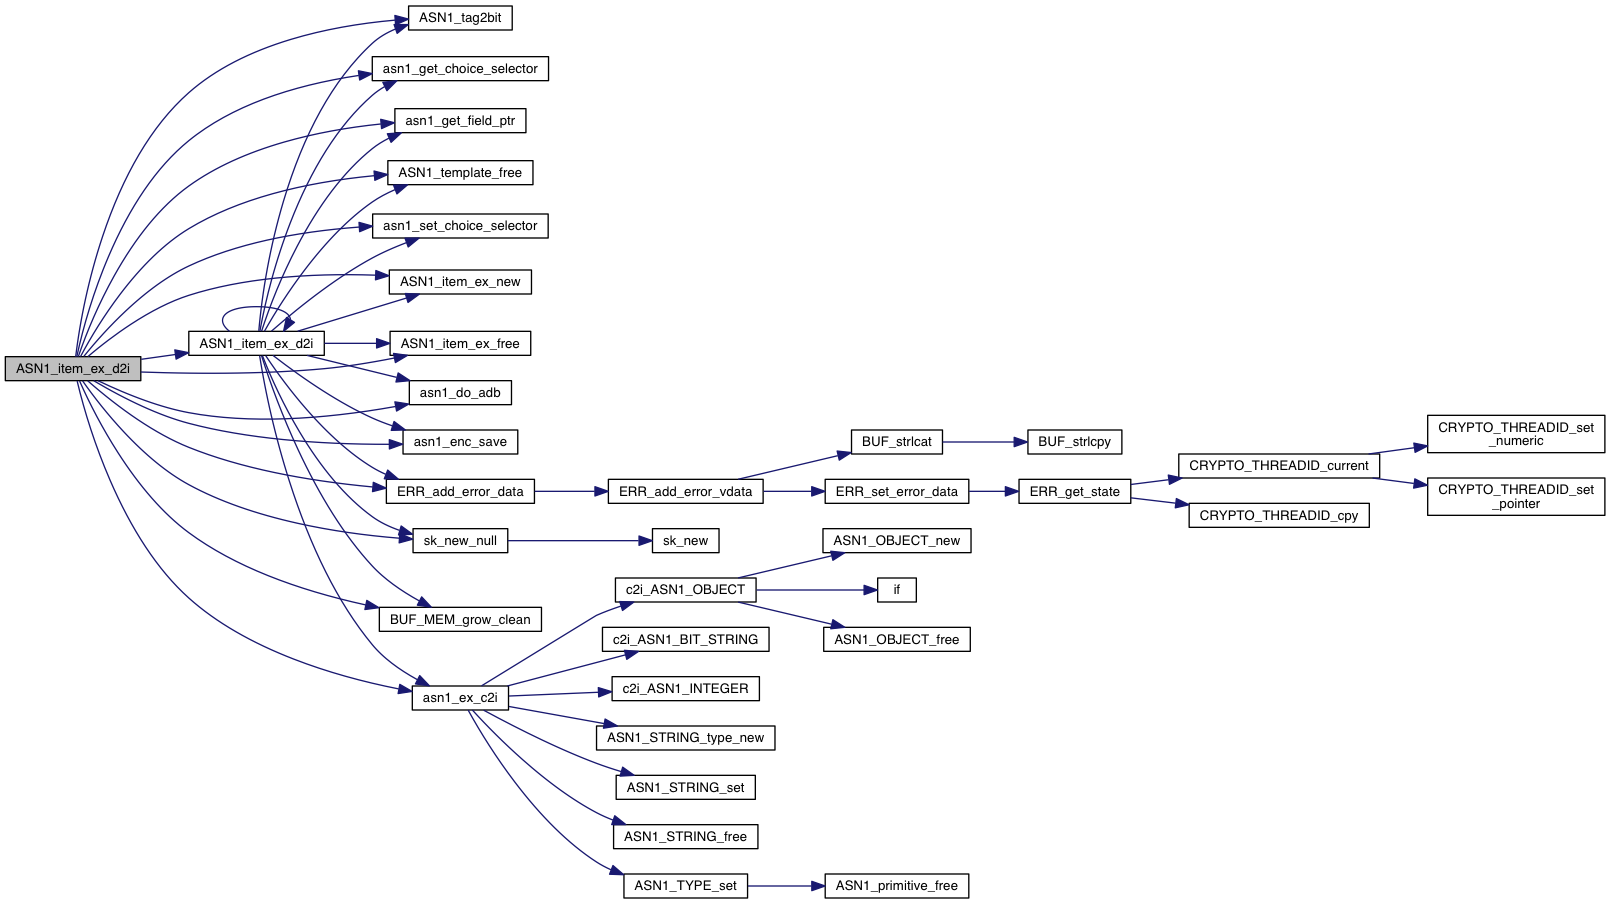 ASN1_tag2bit
asn1_get_choice_selector
asn1_get_field_ptr
ASN1_template_free
asn1_set_choice_selector
ASN1_item_ex_new
ASN1_item_ex_d2i
ASN1_item_ex_free
ASN1_item_ex_d2i
asn1_do_adb
asn1_enc_save
BUF_strlcat
BUF_strlcpy
CRYPTO_THREADID_set
_numeric
CRYPTO_THREADID_current
ERR_add_error_data
ERR_add_error_vdata
ERR_set_error_data
ERR_get_state
CRYPTO_THREADID_set
_pointer
CRYPTO_THREADID_cpy
sk_new_null
sk_new
ASN1_OBJECT_new
c2i_ASN1_OBJECT
if
BUF_MEM_grow_clean
c2i_ASN1_BIT_STRING
ASN1_OBJECT_free
asn1_ex_c2i
c2i_ASN1_INTEGER
ASN1_STRING_type_new
ASN1_STRING_set
ASN1_STRING_free
ASN1_TYPE_set
ASN1_primitive_free